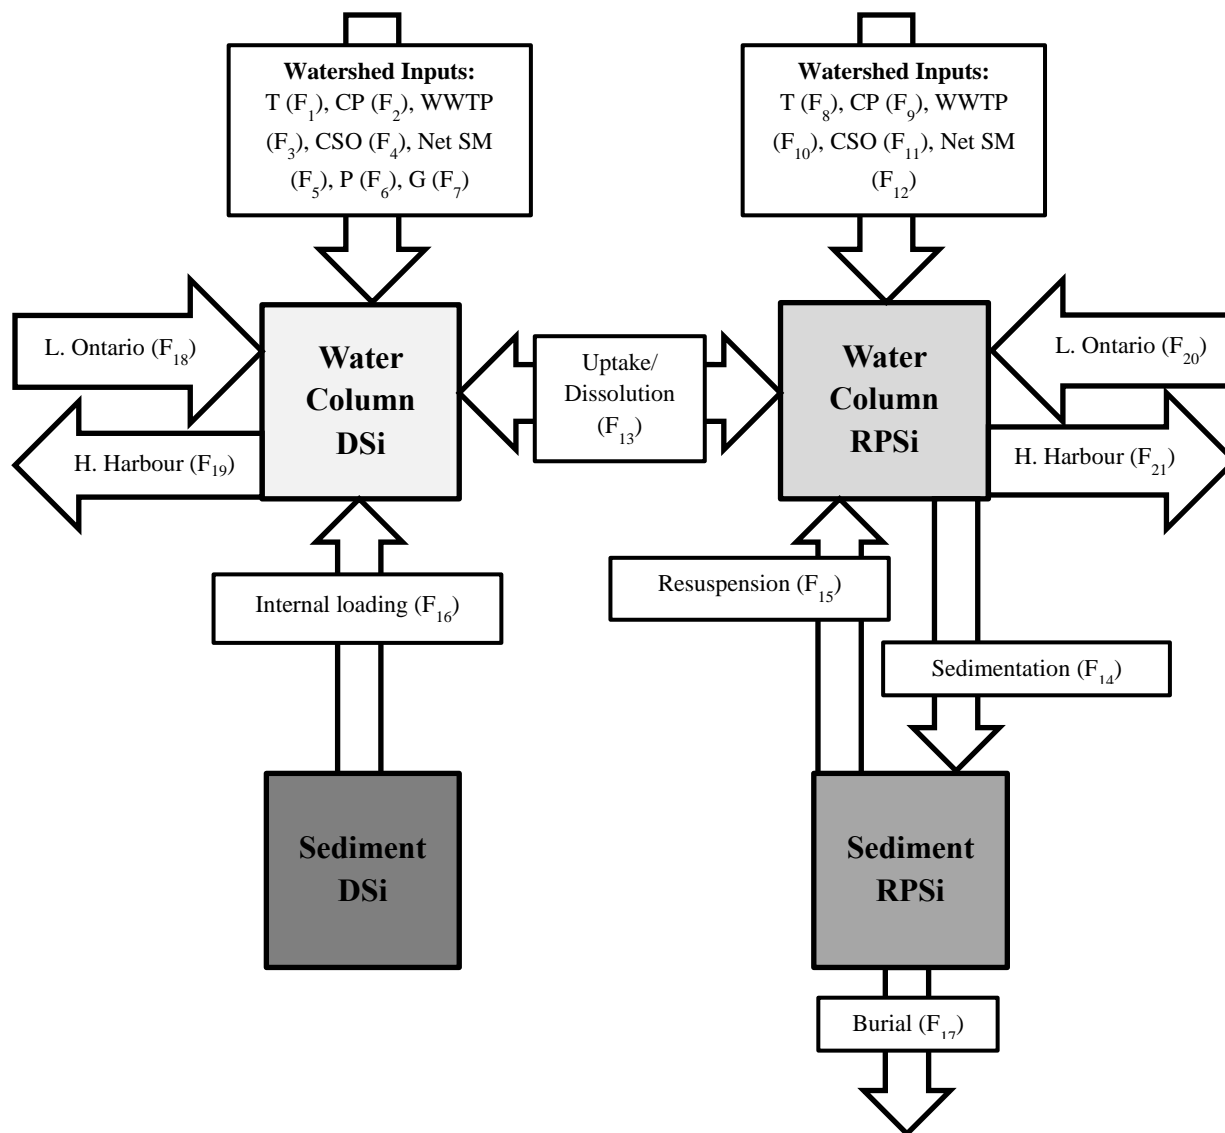 Watershed Inputs:
T (F₁), CP (F₂), WWTP
(F₃), CSO (F₄), Net SM
(F₅), P (F₆), G (F₇)
Watershed Inputs:
T (F₈), CP (F₉), WWTP
(F₁₀), CSO (F₁₁), Net SM
(F₁₂)
L. Ontario (F₁₈)
Water
Column
DSi
Uptake/
Dissolution
(F₁₃)
Water
Column
RPSi
L. Ontario (F₂₀)
H. Harbour (F₁₉)
H. Harbour (F₂₁)
Internal loading (F₁₆)
Resuspension (F₁₅)
Sedimentation (F₁₄)
Sediment
DSi
Sediment
RPSi
Burial (F₁₇)